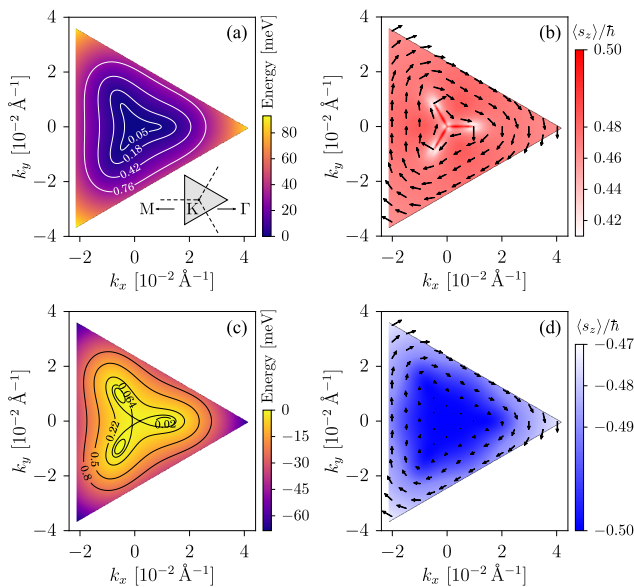 (a)
4
2
0
−2
−4
k_y [10⁻² Å⁻¹]
−2 0 2 4
k_x [10⁻² Å⁻¹]
0.05
0.18
0.42
0.76
M K Γ
Energy [meV]
80
60
40
20
0
(b)
4
2
0
−2
−4
k_y [10⁻² Å⁻¹]
−2 0 2 4
k_x [10⁻² Å⁻¹]
⟨s_z⟩/ħ
0.50
0.48
0.46
0.44
0.42
(c)
4
2
0
−2
−4
k_y [10⁻² Å⁻¹]
−2 0 2 4
k_x [10⁻² Å⁻¹]
0.064
0.02
0.22
0.5
0.8
Energy [meV]
0
−10
−20
−30
−40
−50
−60
(d)
4
2
0
−2
−4
k_y [10⁻² Å⁻¹]
−2 0 2 4
k_x [10⁻² Å⁻¹]
⟨s_z⟩/ħ
−0.47
−0.48
−0.49
−0.50